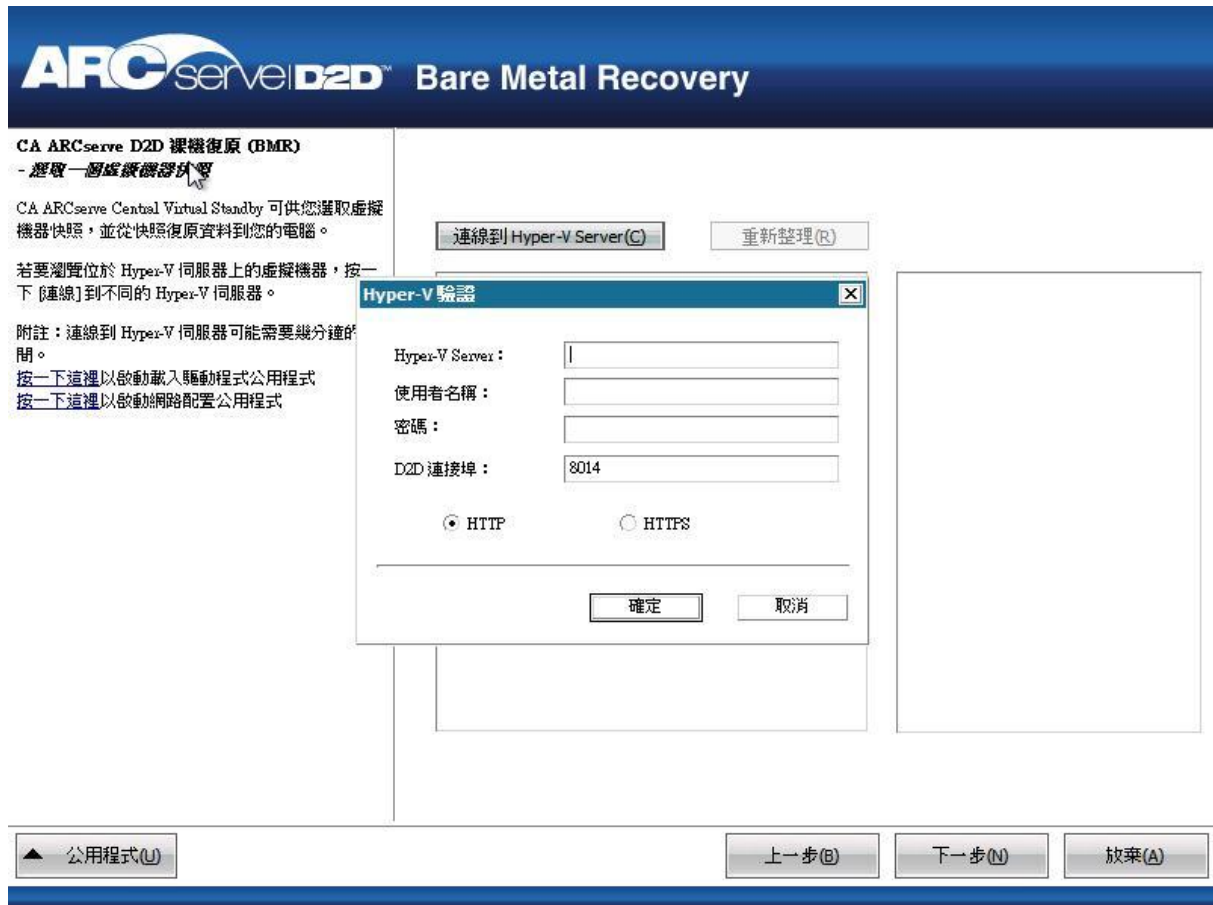 ARCserve D2D™ Bare Metal Recovery
CA ARCserve D2D 裸機復原 (BMR)
- 選取一個虛擬機器快照
CA ARCserve Central Virtual Standby 可供您選取虛擬
機器快照，並從快照復原資料到您的電腦。
若要瀏覽位於 Hyper-V 伺服器上的虛擬機器，按一
下 [連線] 到不同的 Hyper-V 伺服器。
附註：連線到 Hyper-V 伺服器可能需要幾分鐘的
間。
按一下這裡以啟動載入驅動程式公用程式
按一下這裡以啟動網路配置公用程式
連線到 Hyper-V Server(C)
重新整理(R)
Hyper-V 驗證
Hyper-V Server：
使用者名稱：
密碼：
D2D 連接埠：
8014
HTTP
HTTPS
確定
取消
公用程式(U)
上一步(B)
下一步(N)
放棄(A)